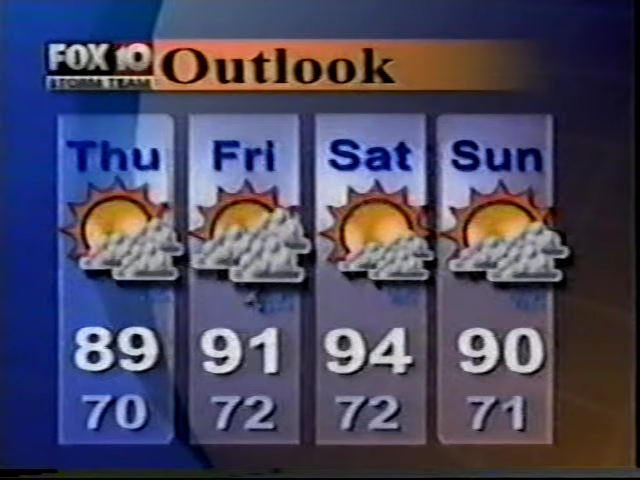 FOX 10
STORM TEAM
Outlook
Thu Fri Sat Sun
89 91 94 90
70 72 72 71